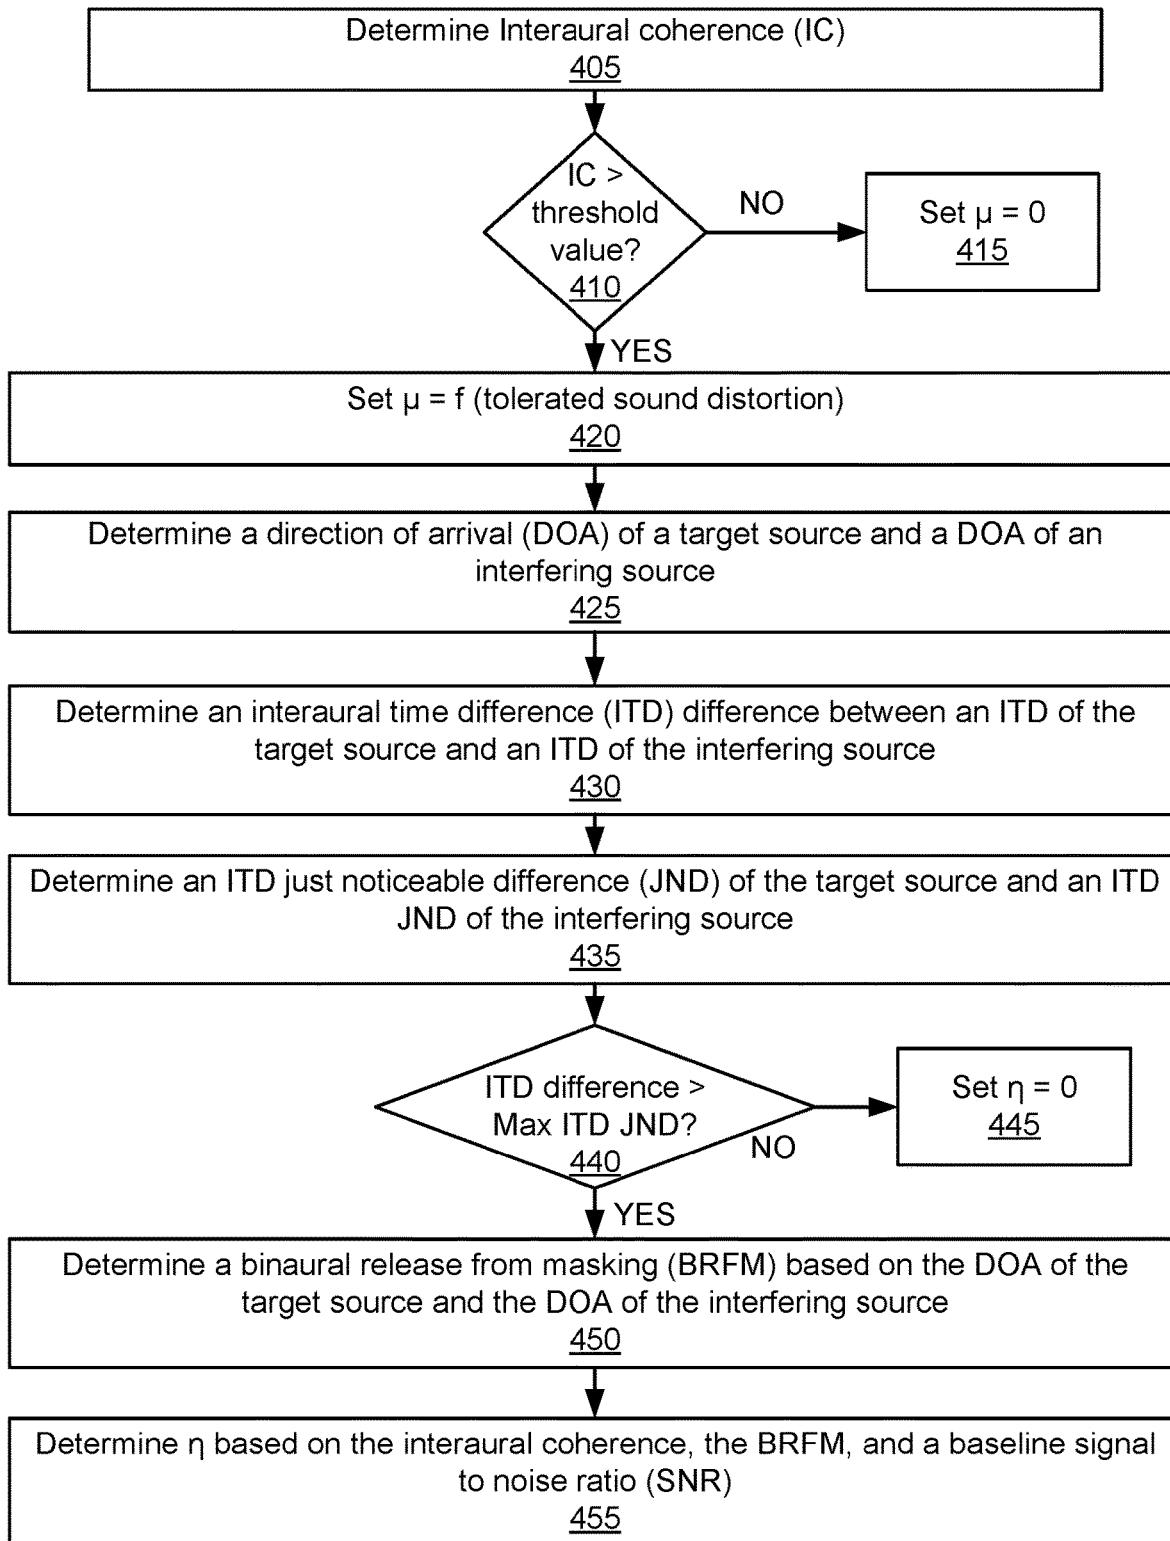 Determine Interaural coherence (IC)
405
IC >
threshold
value?
410
NO
Set μ = 0
415
YES
Set μ = f (tolerated sound distortion)
420
Determine a direction of arrival (DOA) of a target source and a DOA of an
interfering source
425
Determine an interaural time difference (ITD) difference between an ITD of the
target source and an ITD of the interfering source
430
Determine an ITD just noticeable difference (JND) of the target source and an ITD
JND of the interfering source
435
ITD difference >
Max ITD JND?
440
NO
Set η = 0
445
YES
Determine a binaural release from masking (BRFM) based on the DOA of the
target source and the DOA of the interfering source
450
Determine η based on the interaural coherence, the BRFM, and a baseline signal
to noise ratio (SNR)
455